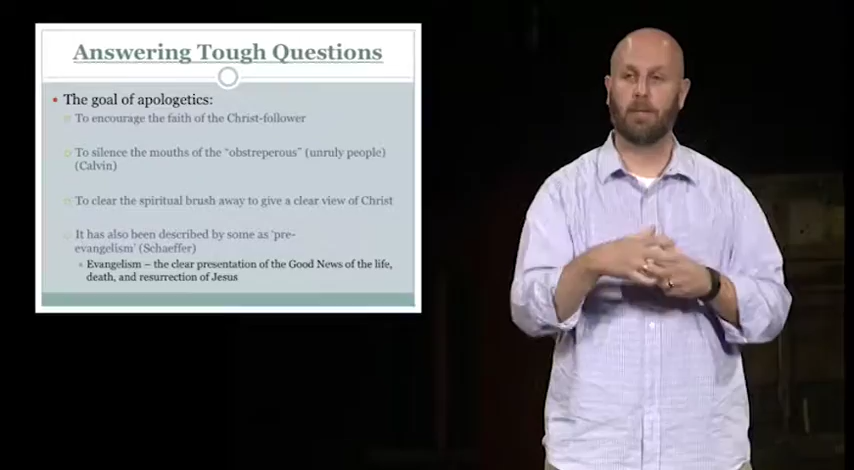 Answering Tough Questions
• The goal of apologetics:
To encourage the faith of the Christ-follower
To silence the mouths of the “obstreperous” (unruly people)
(Calvin)
To clear the spiritual brush away to give a clear view of Christ
It has also been described by some as ‘pre-
evangelism’ (Schaeffer)
Evangelism – the clear presentation of the Good News of the life,
death, and resurrection of Jesus